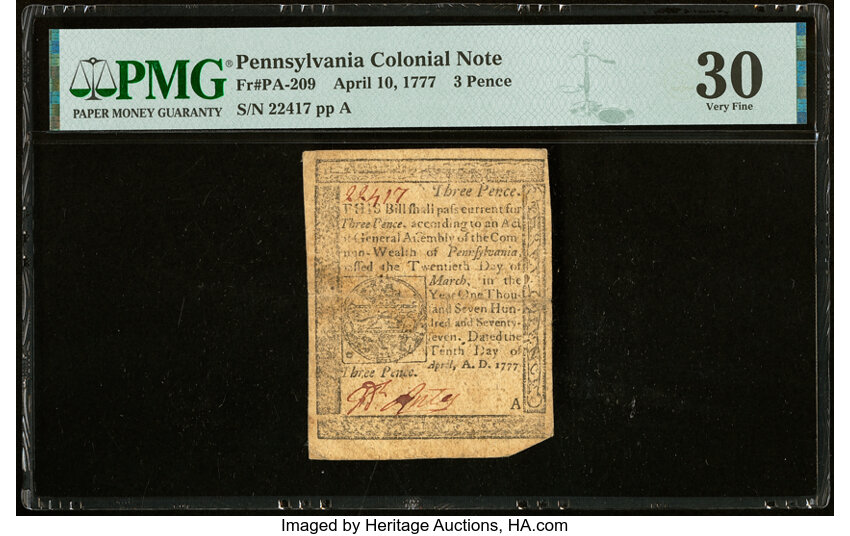 PMG®
PAPER MONEY GUARANTY
Pennsylvania Colonial Note
Fr#PA-209 April 10, 1777 3 Pence
S/N 22417 pp A
30
Very Fine
22417 Three Pence.
THIS Bill ſhall paſs current for
Three Pence, according to an Act
General Aſſembly of the Com-
mon-Wealth of Pennſylvania,
paſſed the Twentieth Day of
March, in the
Year One Thou-
ſand Seven Hun-
dred and Seventy-
ſeven. Dated the
Tenth Day of
April, A. D. 1777
Three Pence.
A
Imaged by Heritage Auctions, HA.com